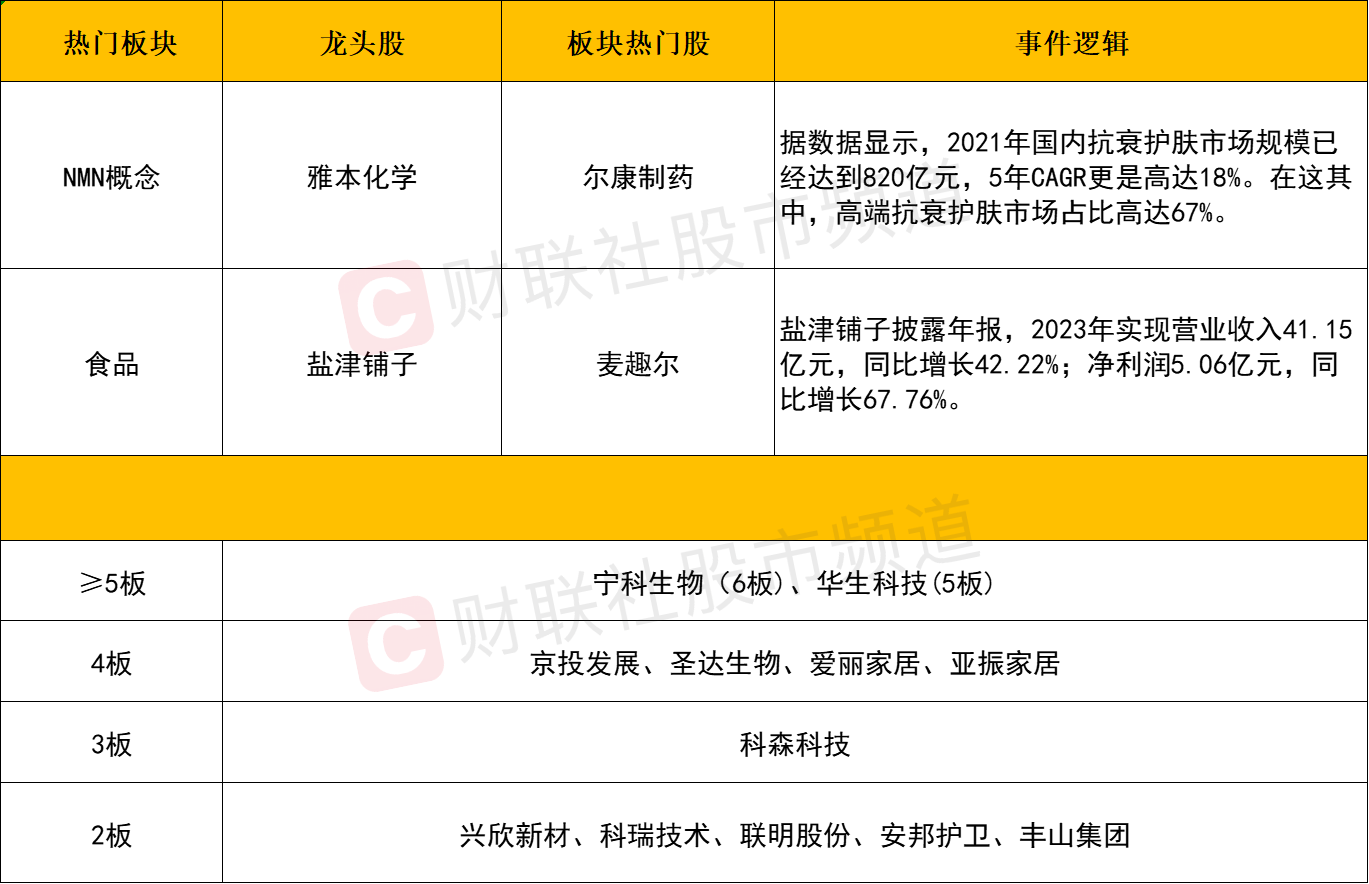 热门板块 龙头股 板块热门股 事件逻辑
NMN概念 雅本化学 尔康制药
据数据显示，2021年国内抗衰护肤市场规模已
经达到820亿元，5年CAGR更是高达18%。在这其
中，高端抗衰护肤市场占比高达67%。
食品 盐津铺子 麦趣尔
盐津铺子披露年报，2023年实现营业收入41.15
亿元，同比增长42.22%；净利润5.06亿元，同
比增长67.76%。
≥5板 宁科生物（6板)、华生科技(5板)
4板 京投发展、圣达生物、爱丽家居、亚振家居
3板 科森科技
2板 兴欣新材、科瑞技术、联明股份、安邦护卫、丰山集团
C 财联社股市频道
C 财联社股市频道